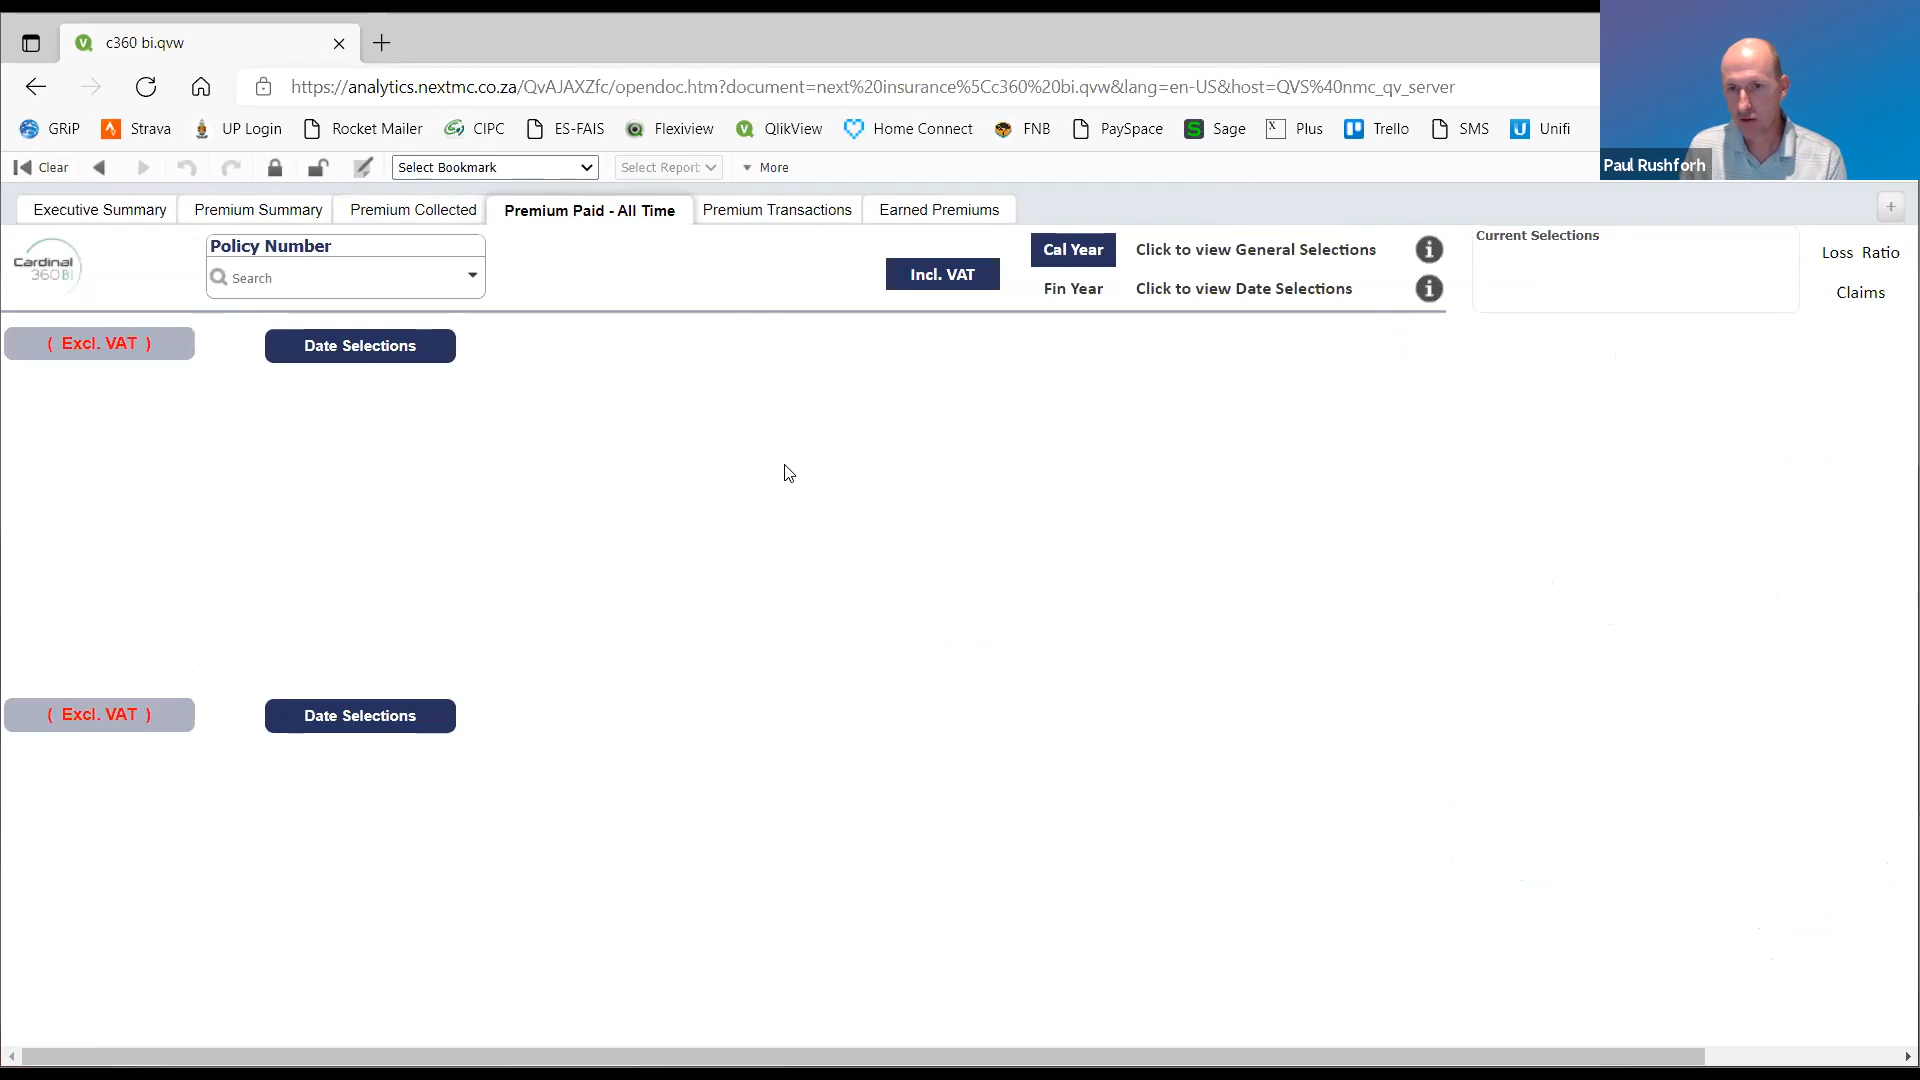 c360 bi.qvw
https://analytics.nextmc.co.za/QvAJAXZfc/opendoc.htm?document=next%20insurance%5Cc360%20bi.qvw&lang=en-US&host=QVS%40nmc_qv_server
GRiP Strava UP Login Rocket Mailer CIPC ES-FAIS Flexiview QlikView Home Connect FNB PaySpace Sage Plus Trello SMS Unifi
Paul Rushforh
Clear Select Bookmark Select Report More
Executive Summary Premium Summary Premium Collected Premium Paid - All Time Premium Transactions Earned Premiums
Cardinal
360BI
Policy Number
Search
Incl. VAT
Cal Year Click to view General Selections
Fin Year Click to view Date Selections
Current Selections
Loss Ratio
Claims
( Excl. VAT ) Date Selections
( Excl. VAT ) Date Selections